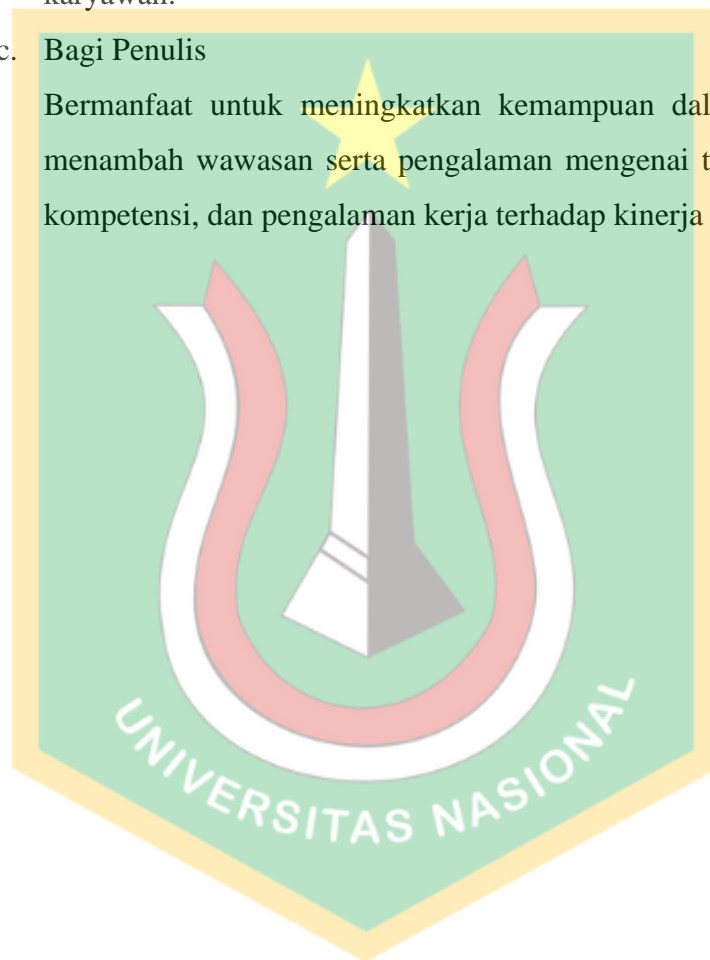 karyawan.
c. Bagi Penulis
Bermanfaat untuk meningkatkan kemampuan dal
menambah wawasan serta pengalaman mengenai t
kompetensi, dan pengalaman kerja terhadap kinerja
UNIVERSITAS NASIONAL